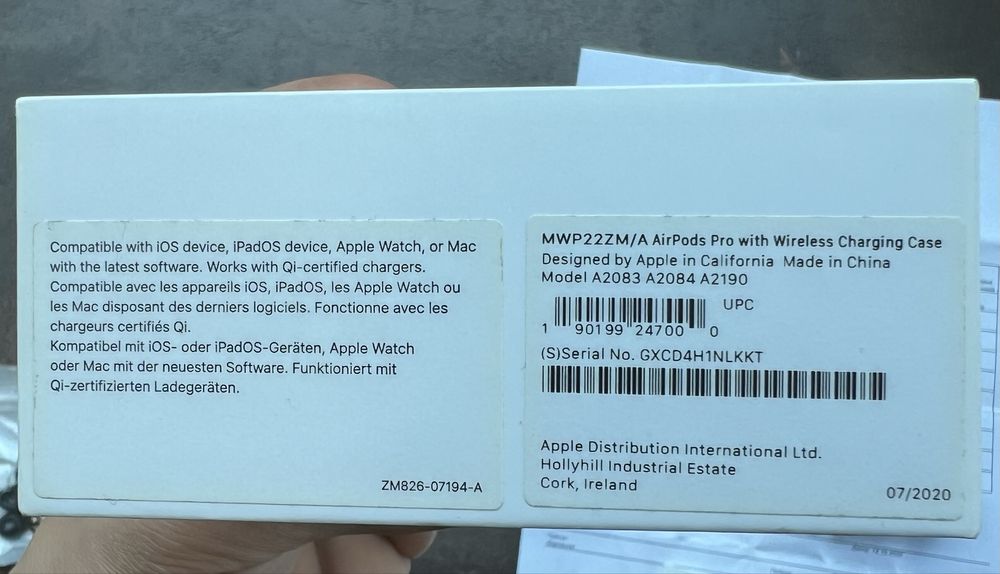 Compatible with iOS device, iPadOS device, Apple Watch, or Mac
with the latest software. Works with Qi-certified chargers.
Compatible avec les appareils iOS, iPadOS, les Apple Watch ou
les Mac disposant des derniers logiciels. Fonctionne avec les
chargeurs certifiés Qi.
Kompatibel mit iOS- oder iPadOS-Geräten, Apple Watch
oder Mac mit der neuesten Software. Funktioniert mit
Qi-zertifizierten Ladegeräten.
ZM826-07194-A
MWP22ZM/A AirPods Pro with Wireless Charging Case
Designed by Apple in California Made in China
Model A2083 A2084 A2190
UPC
1 90199 24700 0
(S)Serial No. GXCD4H1NLKKT
Apple Distribution International Ltd.
Hollyhill Industrial Estate
Cork, Ireland
07/2020